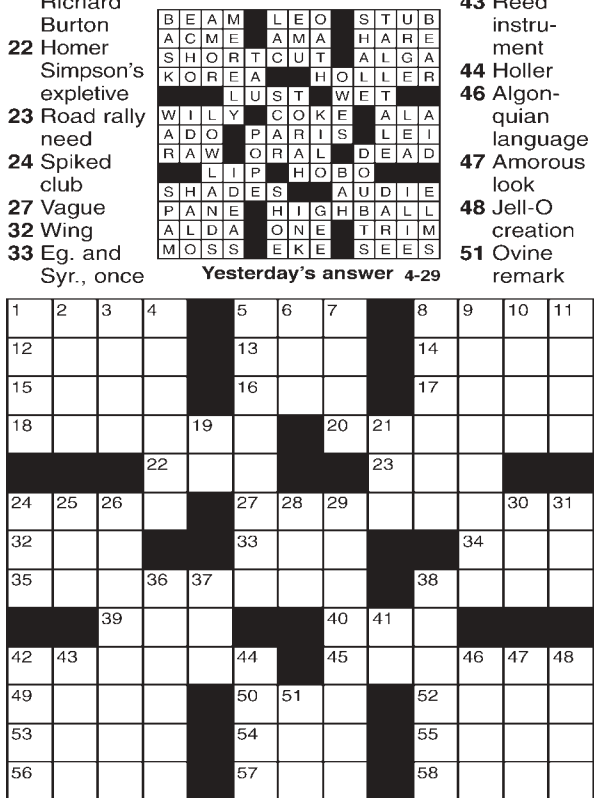 Richard
Burton
22 Homer
Simpson's
expletive
23 Road rally
need
24 Spiked
club
27 Vague
32 Wing
33 Eg. and
Syr., once
B E A M L E O S T U B
A C M E A M A H A R E
S H O R T C U T A L G A
K O R E A H O L L E R
L U S T W E T
W I L Y C O K E A L A
A D O P A R I S L E I
R A W O R A L D E A D
L I P H O B O
S H A D E S A U D I E
P A N E H I G H B A L L
A L D A O N E T R I M
M O S S E K E S E E S
Yesterday's answer 4-29
43 Reed
instru-
ment
44 Holler
46 Algon-
quian
language
47 Amorous
look
48 Jell-O
creation
51 Ovine
remark
1 2 3 4 5 6 7 8 9 10 11
12 13 14
15 16 17
18 19 20 21
22 23
24 25 26 27 28 29 30 31
32 33 34
35 36 37 38
39 40 41
42 43 44 45 46 47 48
49 50 51 52
53 54 55
56 57 58